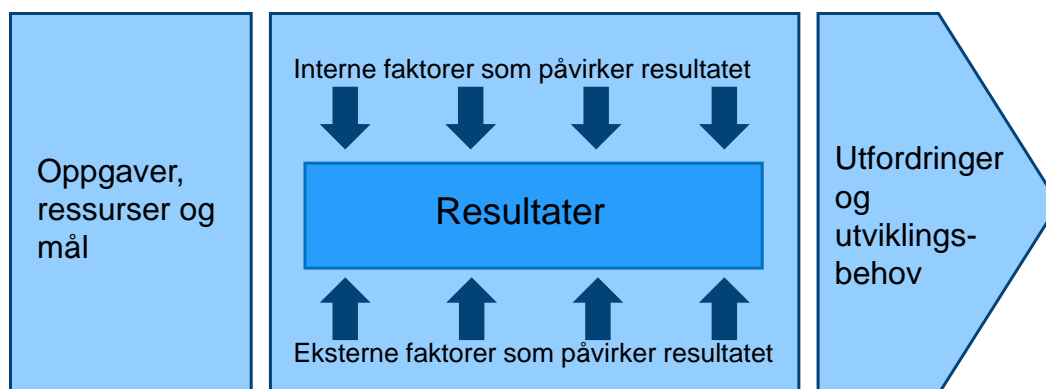 Oppgaver,
ressurser og
mål
Interne faktorer som påvirker resultatet
Resultater
Eksterne faktorer som påvirker resultatet
Utfordringer
og
utviklings-
behov